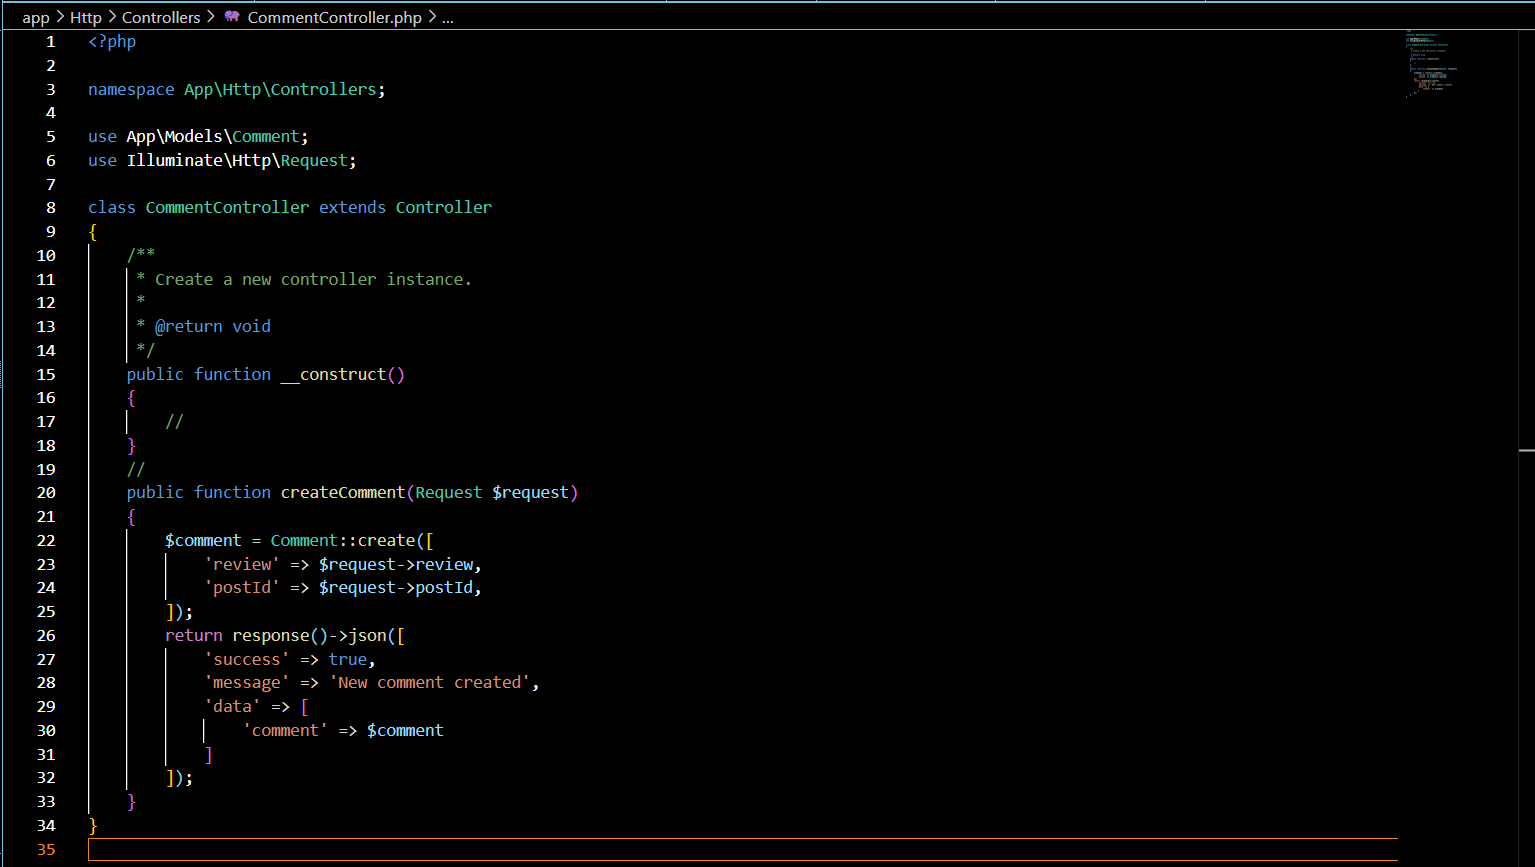 app > Http > Controllers > CommentController.php > ...
1 <?php
2
3 namespace App\Http\Controllers;
4
5 use App\Models\Comment;
6 use Illuminate\Http\Request;
7
8 class CommentController extends Controller
9 {
10     /**
11      * Create a new controller instance.
12      *
13      * @return void
14      */
15     public function __construct()
16     {
17         //
18     }
19     //
20     public function createComment(Request $request)
21     {
22         $comment = Comment::create([
23             'review' => $request->review,
24             'postId' => $request->postId,
25         ]);
26         return response()->json([
27             'success' => true,
28             'message' => 'New comment created',
29             'data' => [
30                 'comment' => $comment
31             ]
32         ]);
33     }
34 }
35